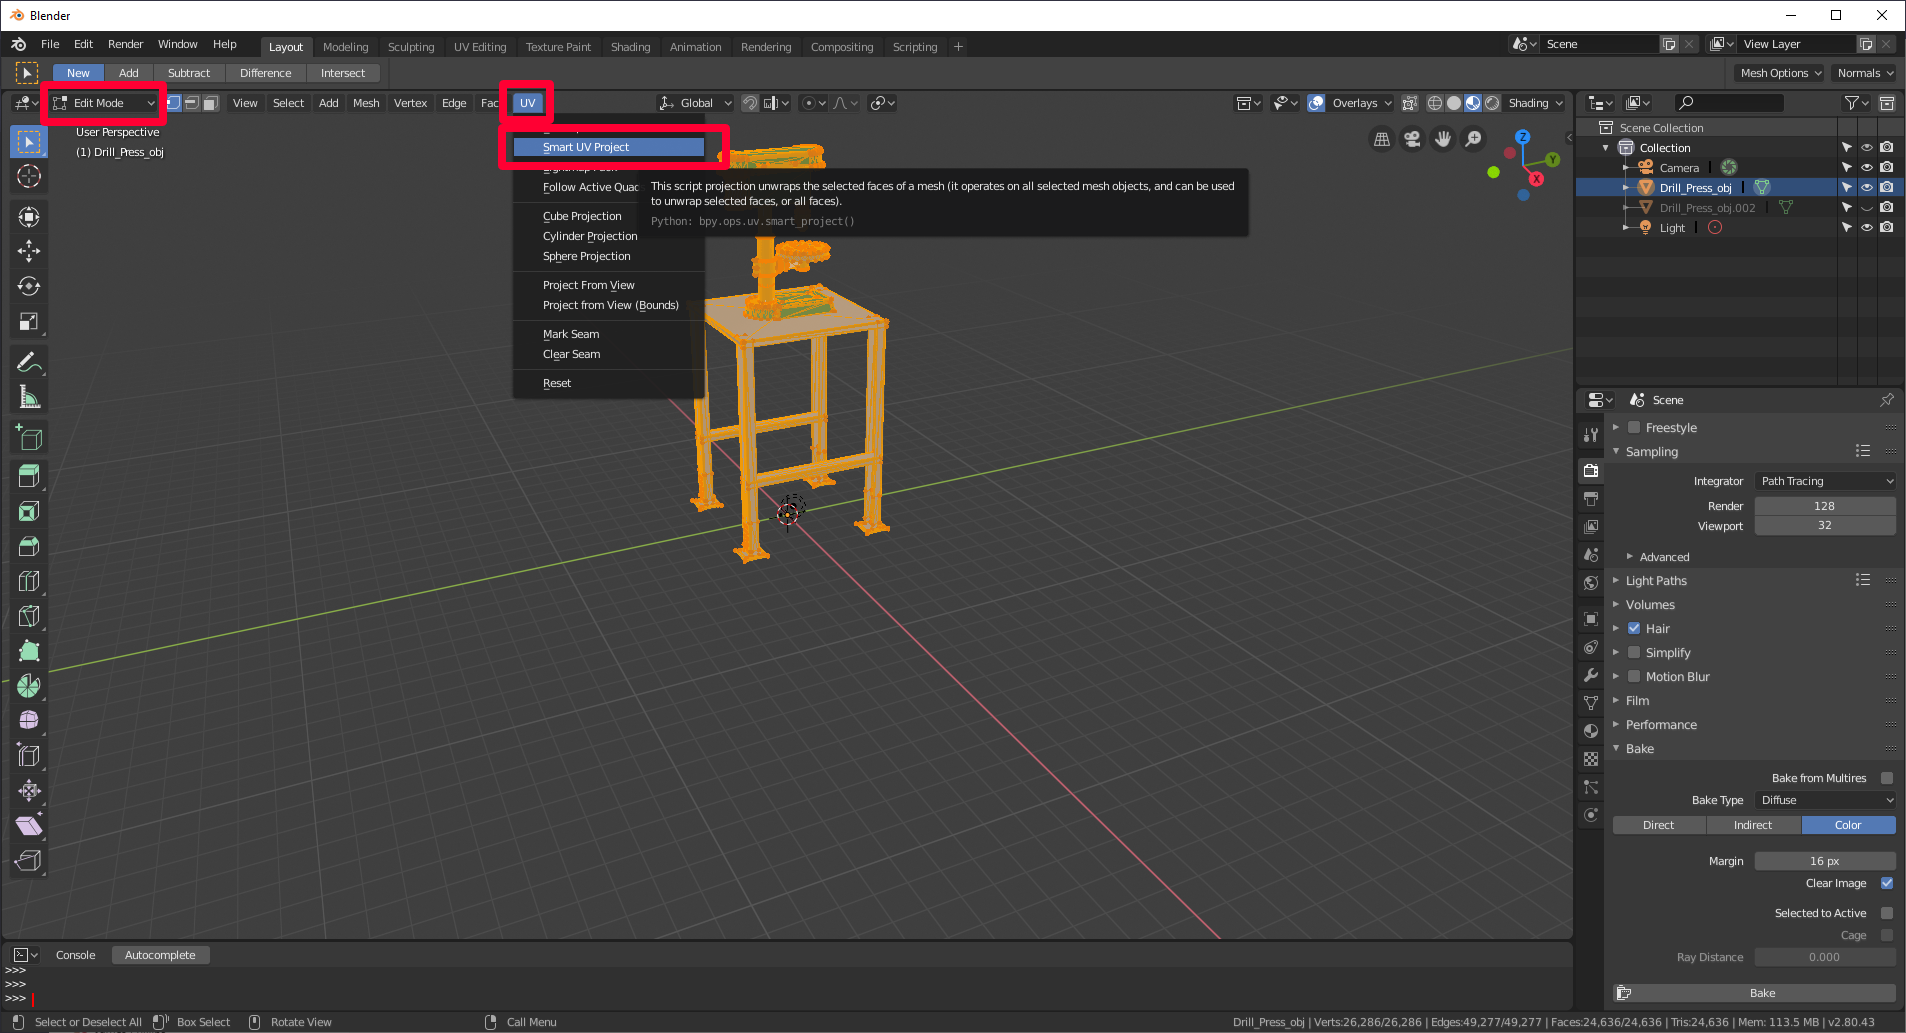 Blender
File Edit Render Window Help Layout Modeling Sculpting UV Editing Texture Paint Shading Animation Rendering Compositing Scripting + Scene View Layer
New Add Subtract Difference Intersect Mesh Options Normals
Edit Mode View Select Add Mesh Vertex Edge Fac UV Global Overlays Shading
User Perspective
(1) Drill_Press_obj
Smart UV Project
Follow Active Quad
Cube Projection
Cylinder Projection
Sphere Projection
Project From View
Project from View (Bounds)
Mark Seam
Clear Seam
Reset
This script projection unwraps the selected faces of a mesh (it operates on all selected mesh objects, and can be used
to unwrap selected faces, or all faces).
Python: bpy.ops.uv.smart_project()
Z
Y
X
Scene Collection
Collection
Camera
Drill_Press_obj
Drill_Press_obj.002
Light
Scene
Freestyle
Sampling
Integrator Path Tracing
Render 128
Viewport 32
Advanced
Light Paths
Volumes
Hair
Simplify
Motion Blur
Film
Performance
Bake
Bake from Multires
Bake Type Diffuse
Direct Indirect Color
Margin 16 px
Clear Image
Selected to Active
Cage
Ray Distance 0.000
Bake
Console Autocomplete
>>>
>>>
>>>
Select or Deselect All Box Select Rotate View Call Menu Drill_Press_obj | Verts:26,286/26,286 | Edges:49,277/49,277 | Faces:24,636/24,636 | Tris:24,636 | Mem: 113.5 MB | v2.80.43